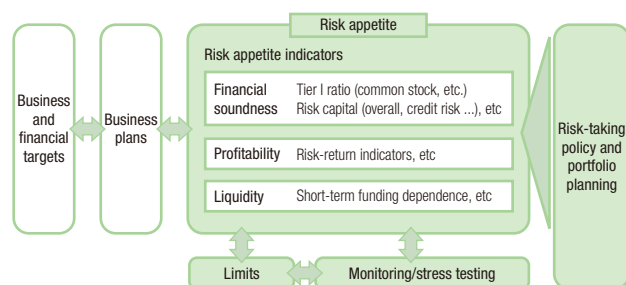 Risk appetite
Risk appetite indicators
Financial
soundness
Tier I ratio (common stock, etc.)
Risk capital (overall, credit risk ...), etc
Profitability
Risk-return indicators, etc
Liquidity
Short-term funding dependence, etc
Business
and
financial
targets
Business
plans
Risk-taking
policy and
portfolio
planning
Limits
Monitoring/stress testing